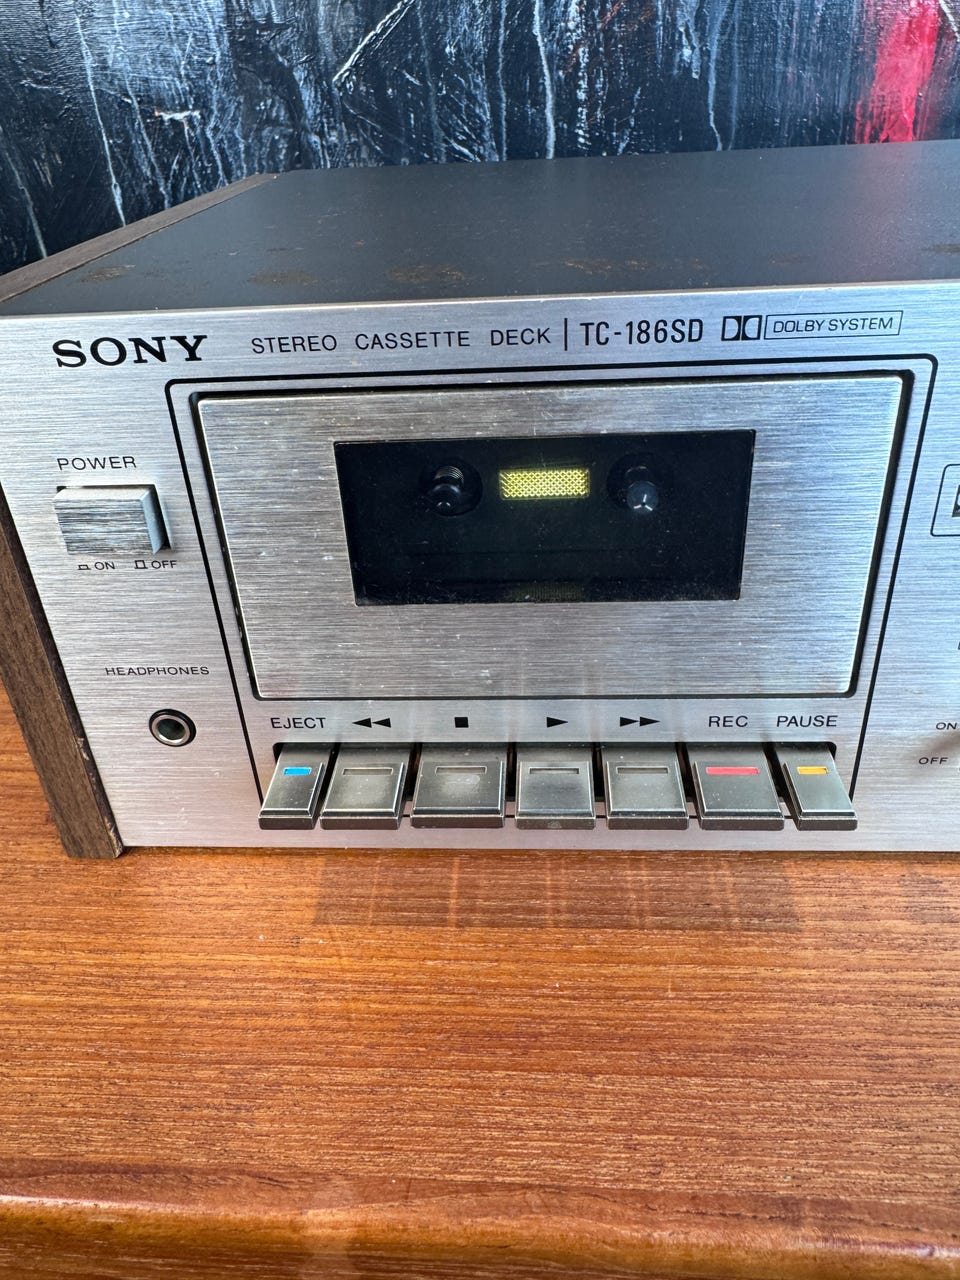 SONY STEREO CASSETTE DECK | TC-186SD DOLBY SYSTEM
POWER
ON OFF
HEADPHONES
EJECT ◀◀ ■ ▶ ▶▶ REC PAUSE
ON
OFF